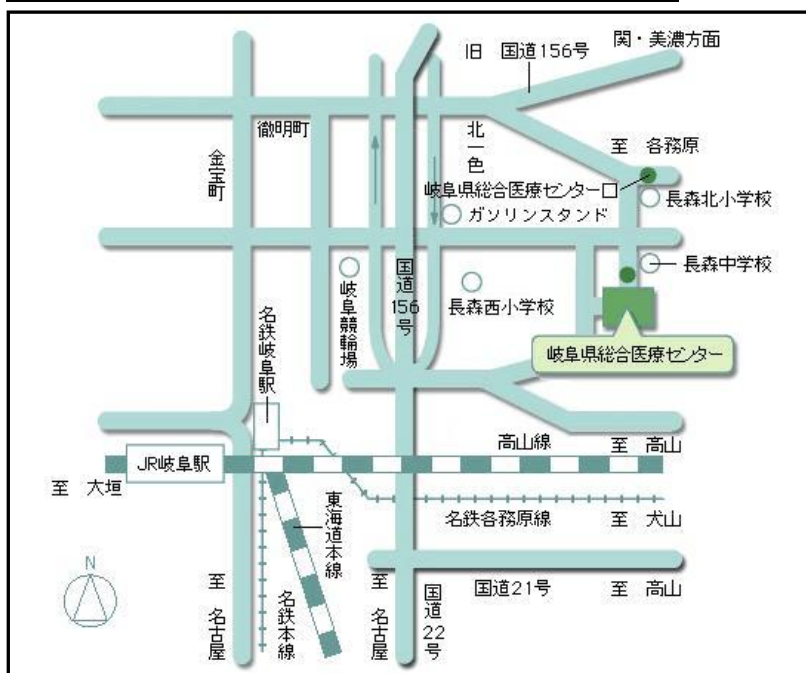 関・美濃方面
旧 国道156号
徹明町
北一色
至 各務原
金宝町
岐阜県総合医療センター口
長森北小学校
ガソリンスタンド
国道156号
長森中学校
岐阜競輪場
長森西小学校
名鉄岐阜駅
岐阜県総合医療センター
高山線 至 高山
JR岐阜駅
至 大垣
東海道本線
名鉄各務原線 至 犬山
N
至 名古屋
名鉄本線
至 名古屋
国道22号
国道21号 至 高山